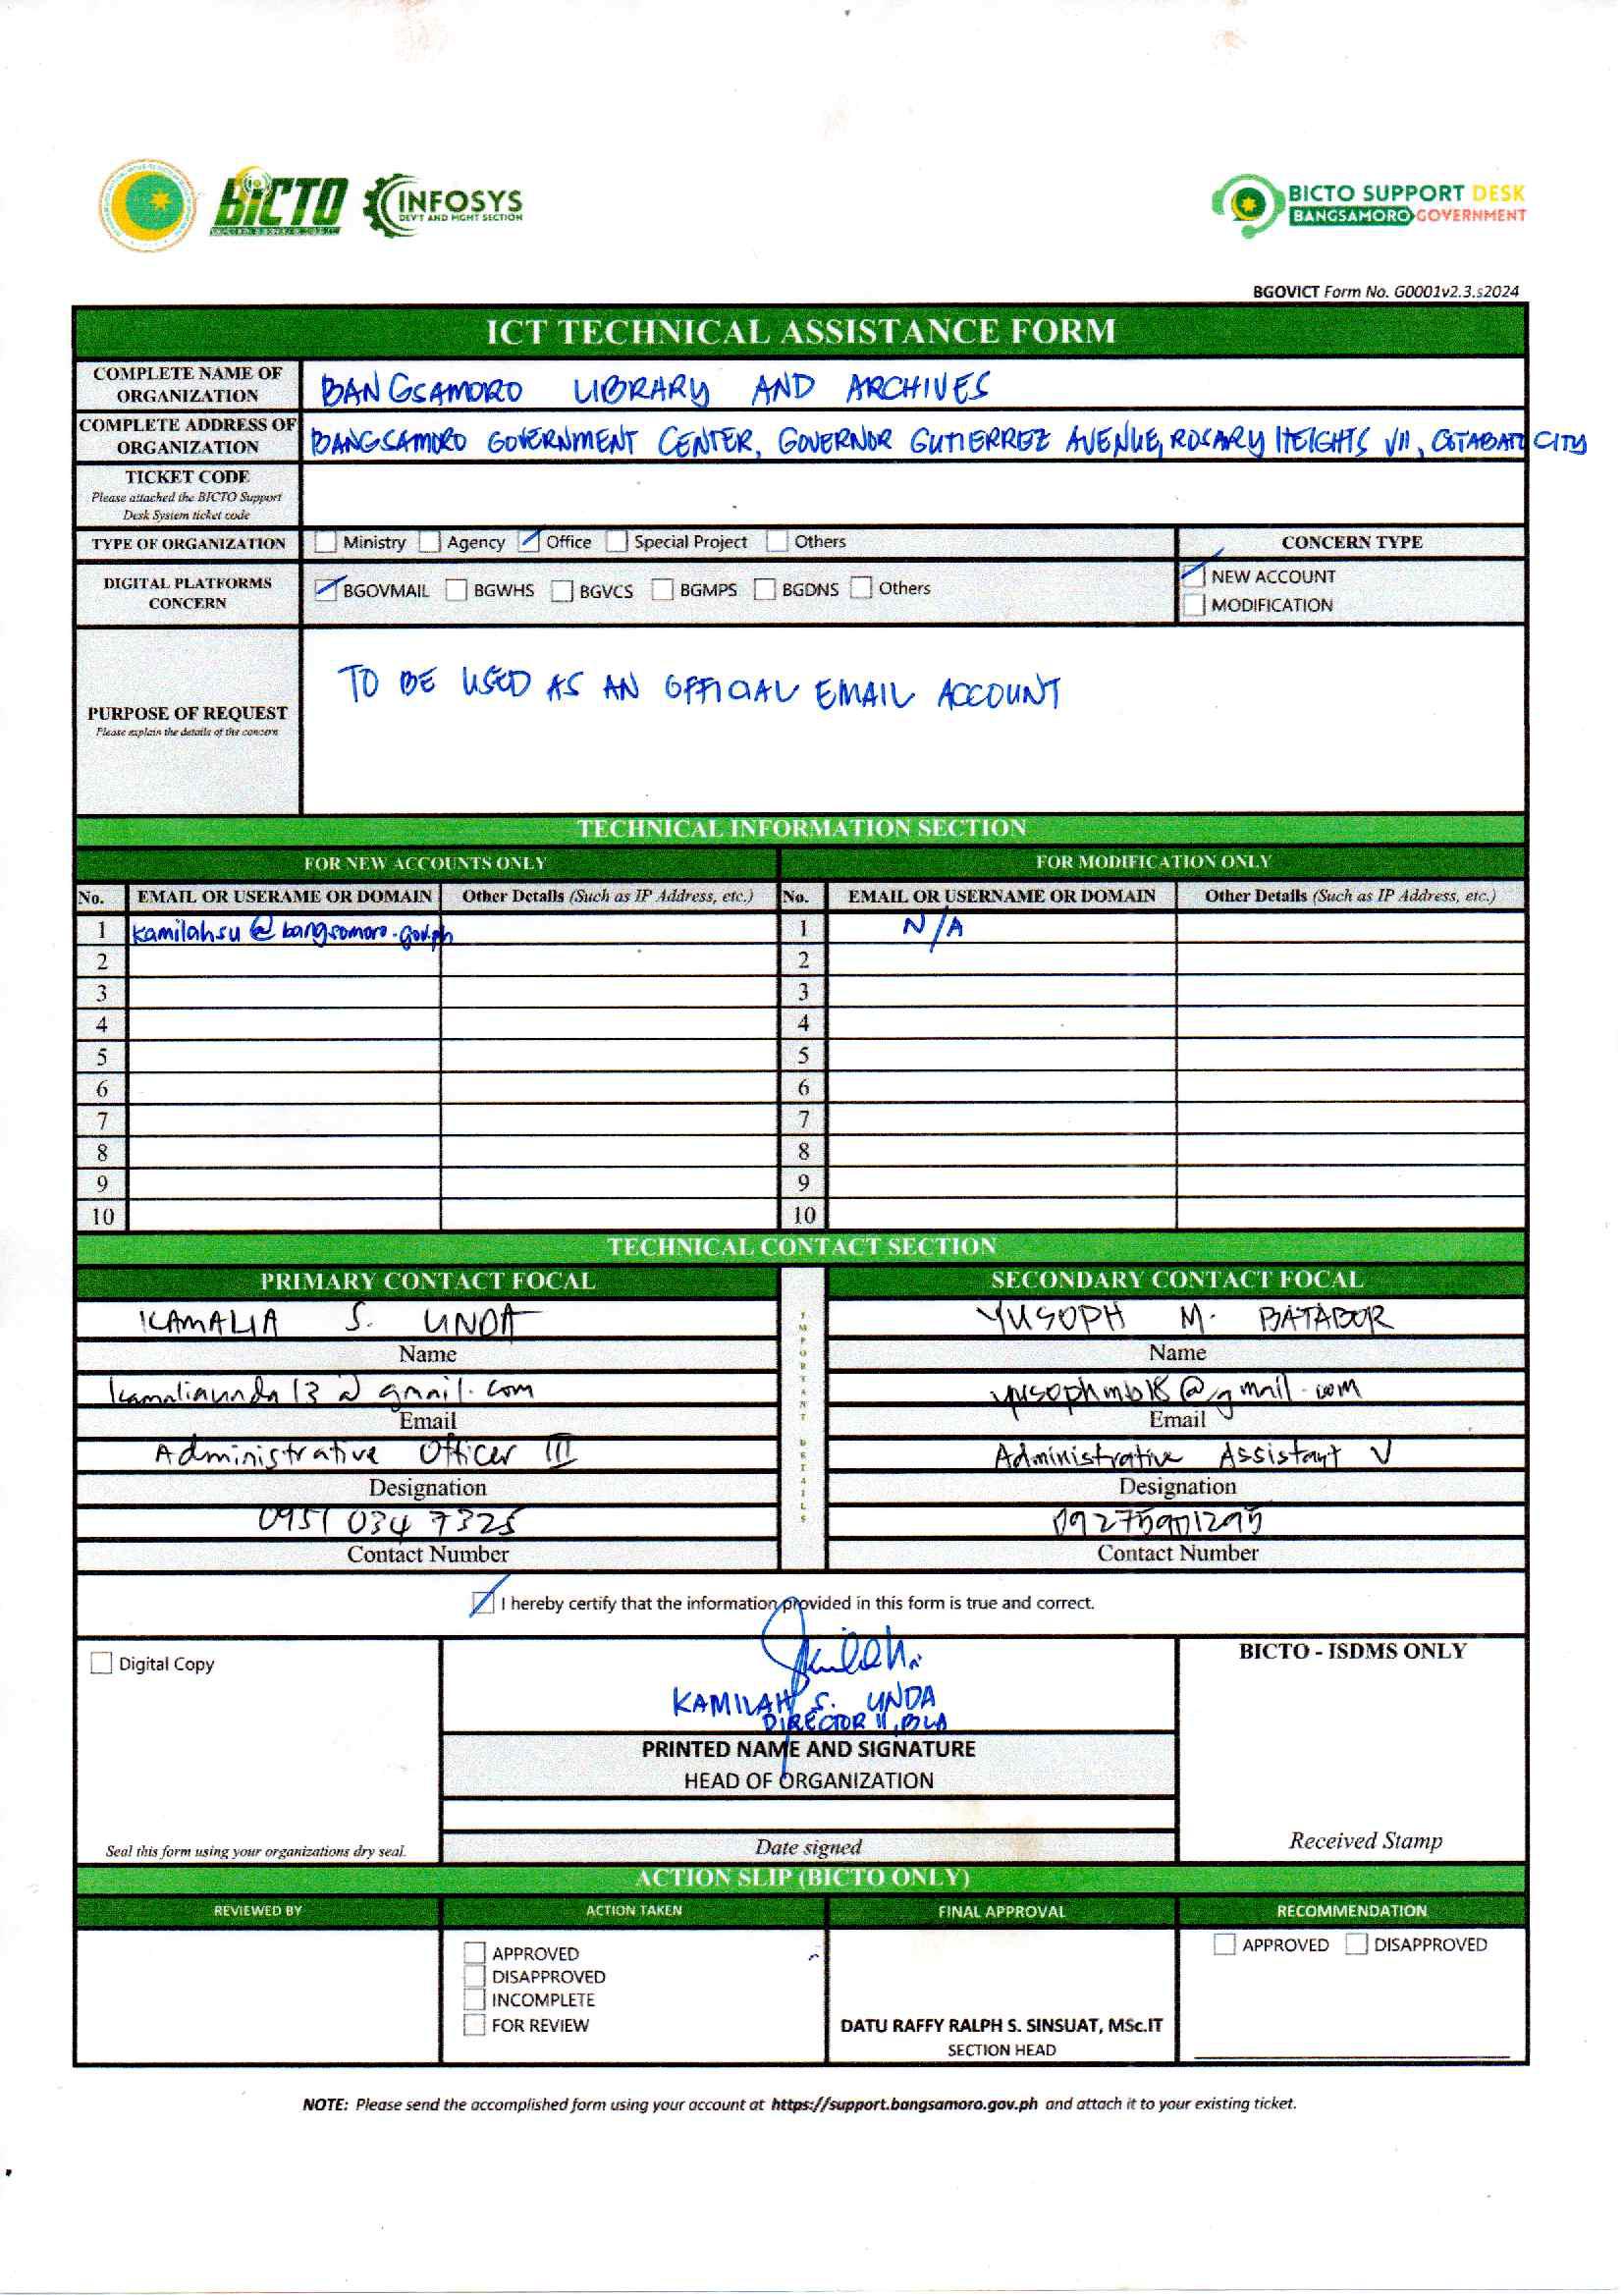 BICTO
INFOSYS
DEV'T AND MGMT SECTION
BICTO SUPPORT DESK
BANGSAMORO GOVERNMENT
BGOVICT Form No. G0001v2.3.s2024
ICT TECHNICAL ASSISTANCE FORM
COMPLETE NAME OF ORGANIZATION BANGSAMORO LIBRARY AND ARCHIVES
COMPLETE ADDRESS OF ORGANIZATION BANGSAMORO GOVERNMENT CENTER, GOVERNOR GUTIERREZ AVENUE, ROSARY HEIGHTS VII, COTABATO CITY
TICKET CODE
Please attached the BICTO Support
Desk System ticket code
TYPE OF ORGANIZATION Ministry Agency Office Special Project Others CONCERN TYPE
DIGITAL PLATFORMS CONCERN BGOVMAIL BGWHS BGVCS BGMPS BGDNS Others
NEW ACCOUNT
MODIFICATION
PURPOSE OF REQUEST
Please explain the details of the concern
TO BE USED AS AN OFFICIAL EMAIL ACCOUNT
TECHNICAL INFORMATION SECTION
FOR NEW ACCOUNTS ONLY FOR MODIFICATION ONLY
No. EMAIL OR USERAME OR DOMAIN Other Details (Such as IP Address, etc.) No. EMAIL OR USERNAME OR DOMAIN Other Details (Such as IP Address, etc.)
1 kamilahsu@bangsamoro.gov.ph 1 N/A
2 2
3 3
4 4
5 5
6 6
7 7
8 8
9 9
10 10
TECHNICAL CONTACT SECTION
PRIMARY CONTACT FOCAL SECONDARY CONTACT FOCAL
IMPORTANT DETAILS
KAMALIA S. UNDA YUSOPH M. BATABOR
Name Name
kamaliaunda13@gmail.com yusophmb18@gmail.com
Email Email
Administrative Officer III Administrative Assistant V
Designation Designation
0951 034 7325 09275901295
Contact Number Contact Number
I hereby certify that the information provided in this form is true and correct.
Digital Copy
BICTO - ISDMS ONLY
KAMILAH S. UNDA
DIRECTOR II, BLA
PRINTED NAME AND SIGNATURE
HEAD OF ORGANIZATION
Seal this form using your organizations dry seal.
Date signed
Received Stamp
ACTION SLIP (BICTO ONLY)
REVIEWED BY ACTION TAKEN FINAL APPROVAL RECOMMENDATION
APPROVED
DISAPPROVED
INCOMPLETE
FOR REVIEW
DATU RAFFY RALPH S. SINSUAT, MSc.IT
SECTION HEAD
APPROVED DISAPPROVED
NOTE: Please send the accomplished form using your account at https://support.bangsamoro.gov.ph and attach it to your existing ticket.